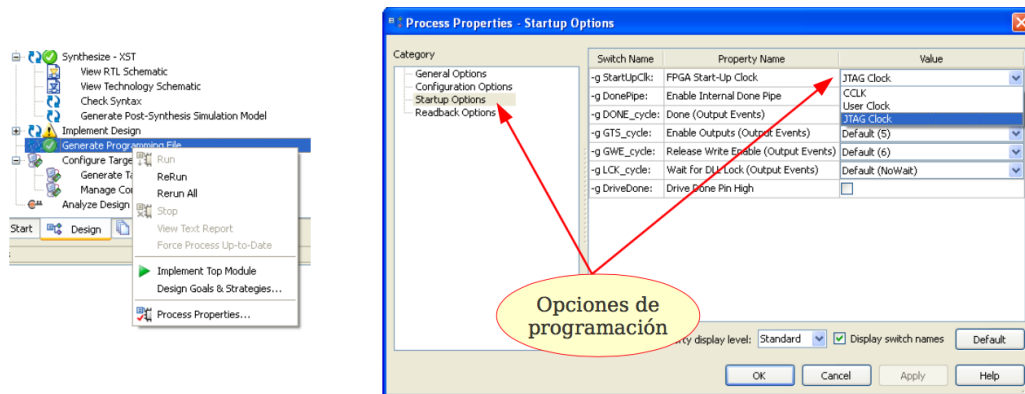 Synthesize - XST
View RTL Schematic
View Technology Schematic
Check Syntax
Generate Post-Synthesis Simulation Model
Implement Design
Generate Programming File
Configure Targe
Generate Ta
Manage Con
Analyze Design
Start
Design
Run
ReRun
Rerun All
Stop
View Text Report
Force Process Up-to-Date
Implement Top Module
Design Goals & Strategies...
Process Properties...
Process Properties - Startup Options
Category
General Options
Configuration Options
Startup Options
Readback Options
Switch Name Property Name Value
-g StartUpClk: FPGA Start-Up Clock JTAG Clock
CCLK
User Clock
JTAG Clock
-g DonePipe: Enable Internal Done Pipe
-g DONE_cycle: Done (Output Events)
-g GTS_cycle: Enable Outputs (Output Events) Default (5)
-g GWE_cycle: Release Write Enable (Output Events) Default (6)
-g LCK_cycle: Wait for DLL Lock (Output Events) Default (NoWait)
-g DriveDone: Drive Done Pin High
Opciones de
programación
rty display level: Standard Display switch names Default
OK Cancel Apply Help